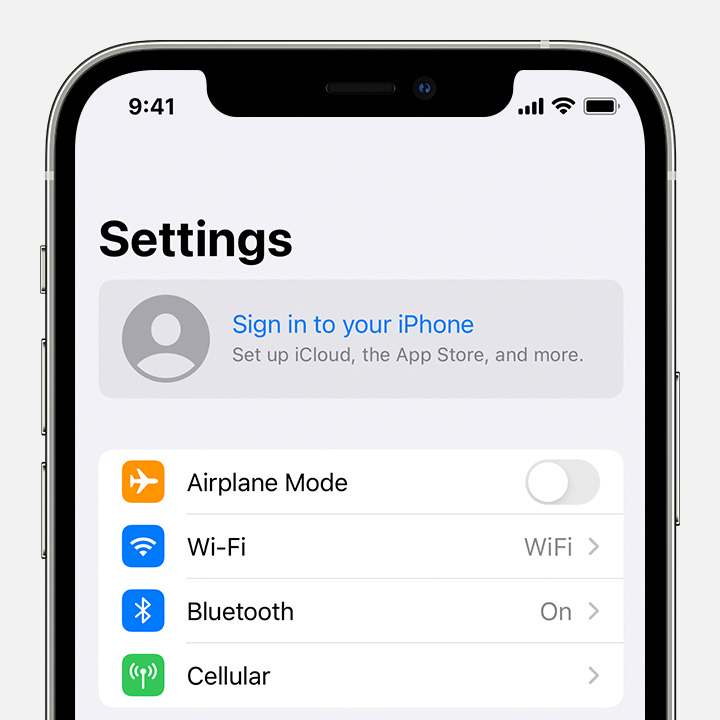 9:41
Settings
Sign in to your iPhone
Set up iCloud, the App Store, and more.
Airplane Mode
Wi-Fi WiFi
Bluetooth On
Cellular